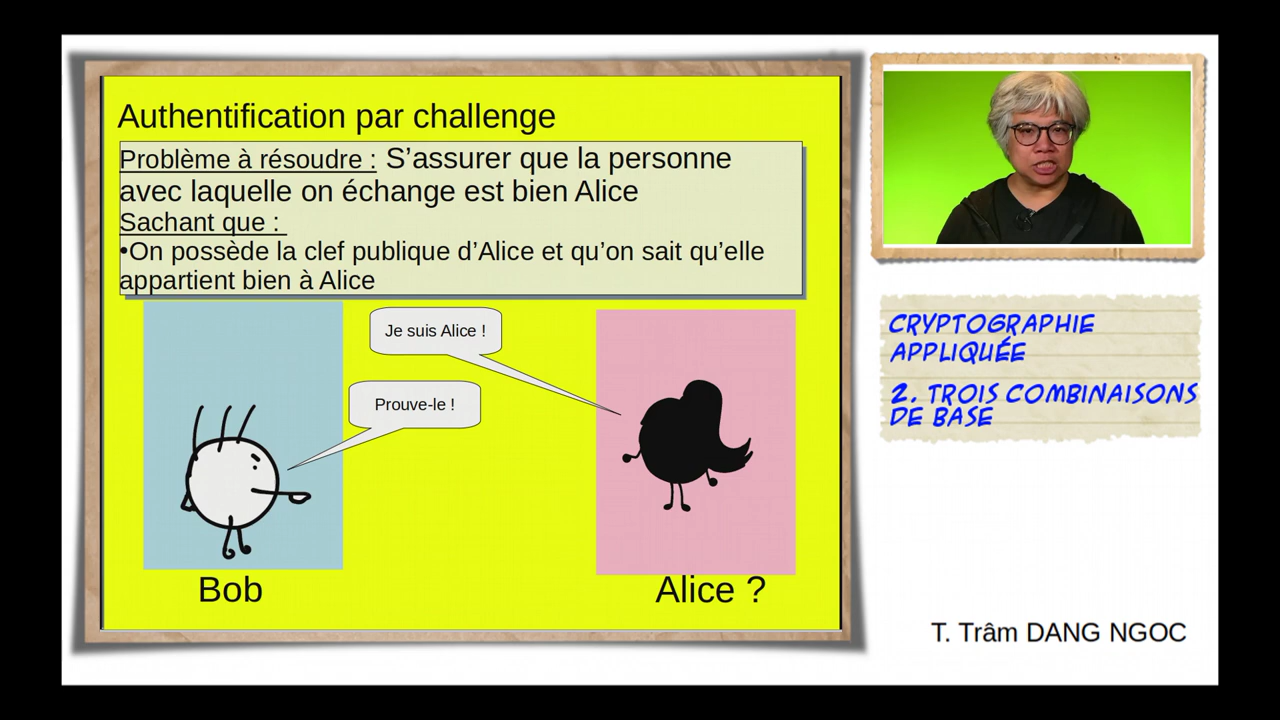 Authentification par challenge
Problème à résoudre : S’assurer que la personne
avec laquelle on échange est bien Alice
Sachant que :
•On possède la clef publique d’Alice et qu’on sait qu’elle
appartient bien à Alice
Je suis Alice !
Prouve-le !
Bob
Alice ?
CRYPTOGRAPHIE
APPLIQUÉE
2. TROIS COMBINAISONS
DE BASE
T. Trâm DANG NGOC